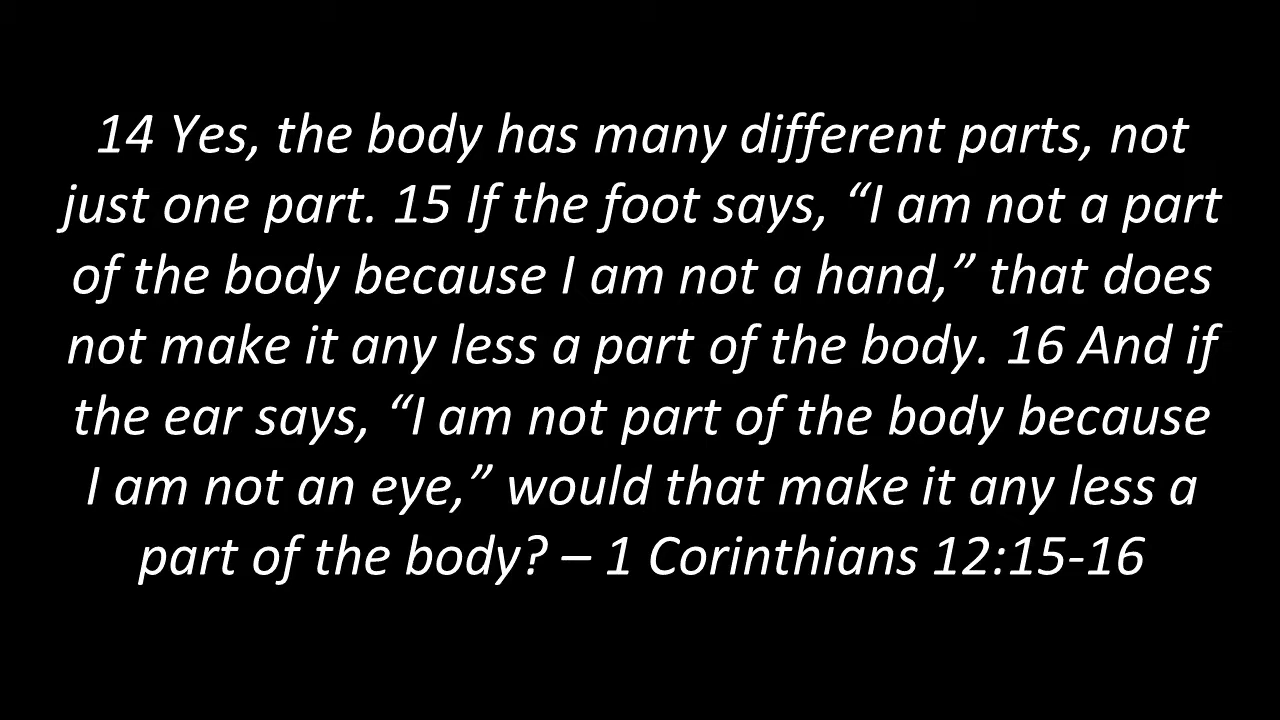 14 Yes, the body has many different parts, not
just one part. 15 If the foot says, “I am not a part
of the body because I am not a hand,” that does
not make it any less a part of the body. 16 And if
the ear says, “I am not part of the body because
I am not an eye,” would that make it any less a
part of the body? – 1 Corinthians 12:15-16